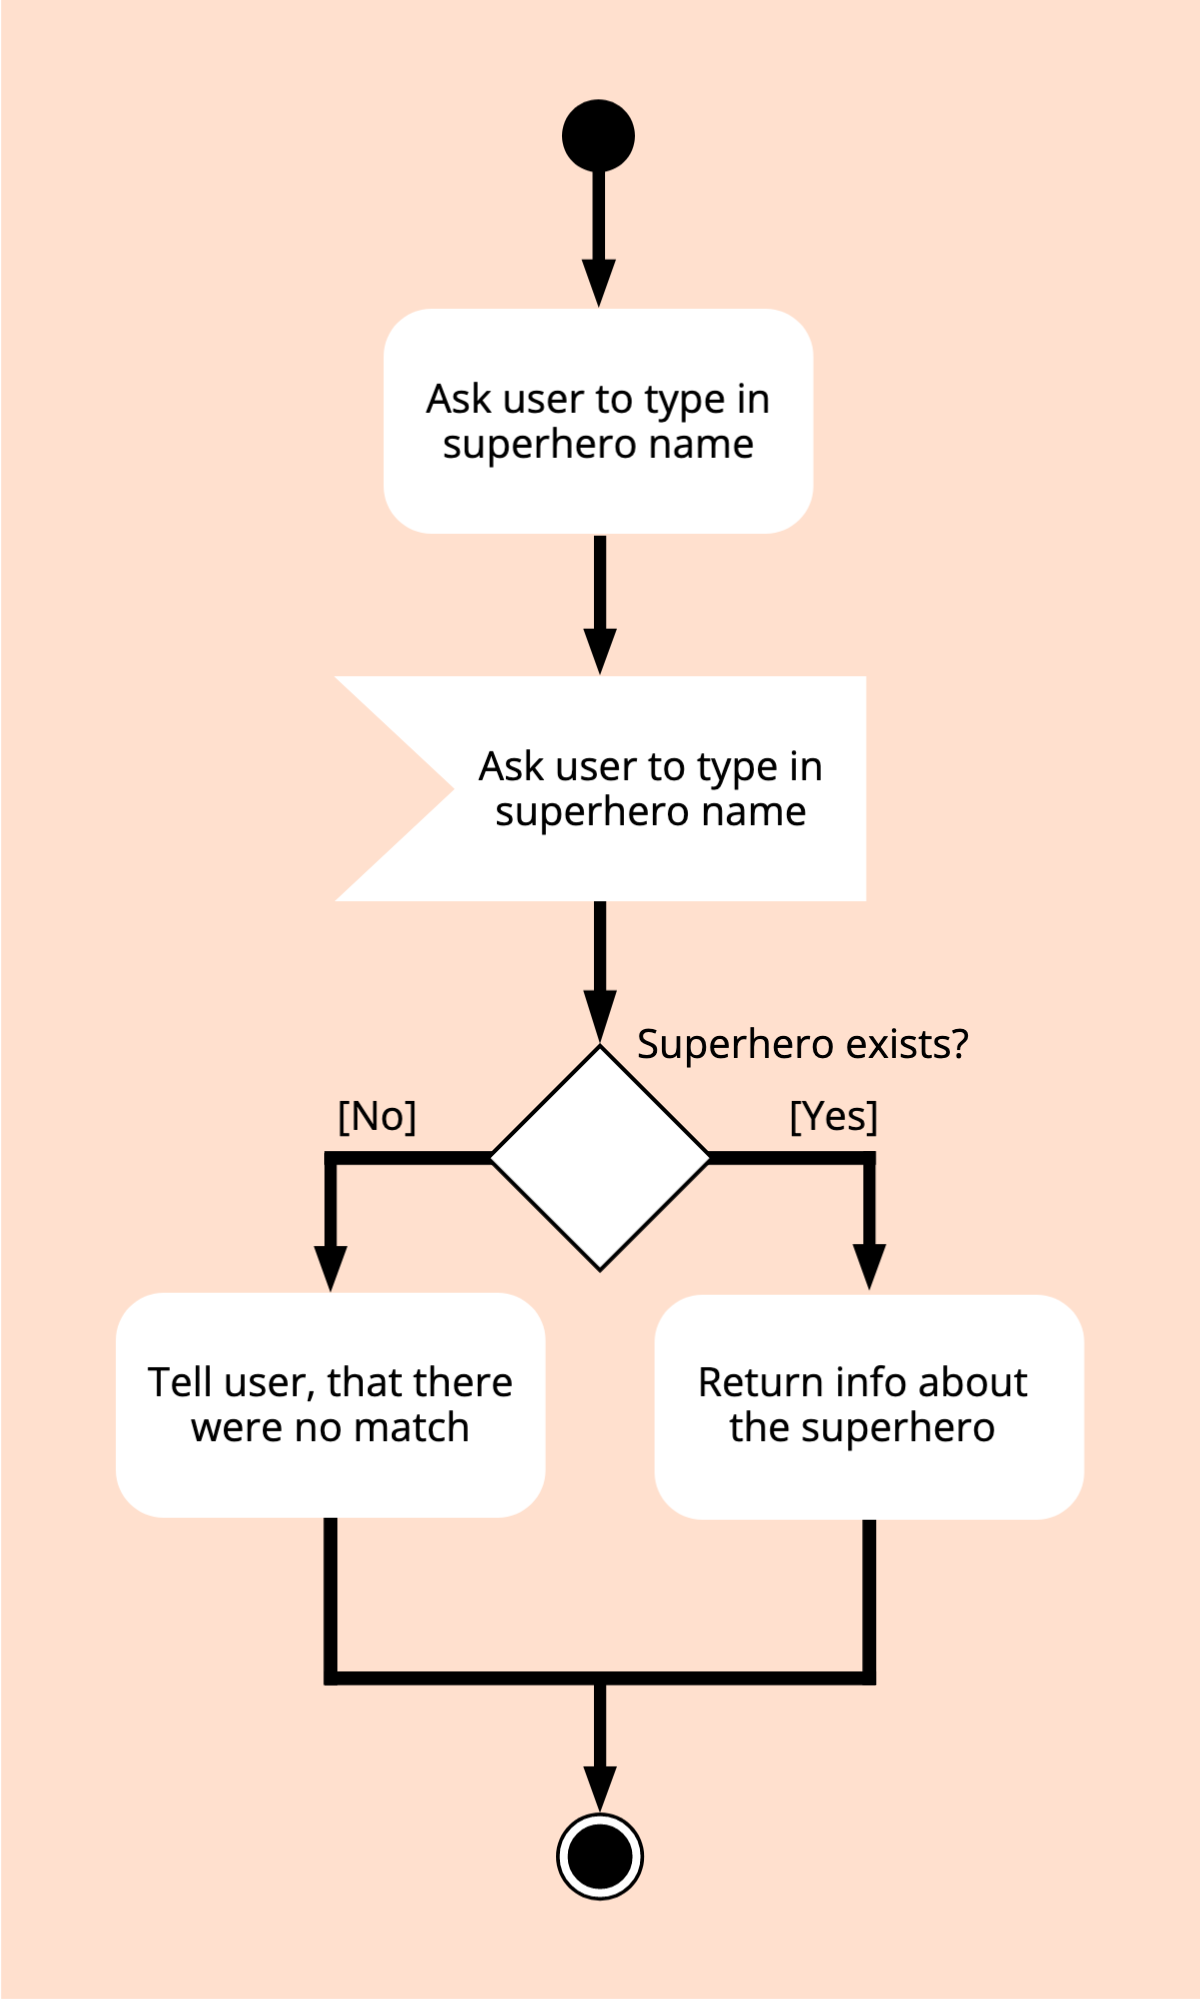 Ask user to type in
superhero name
Ask user to type in
superhero name
Superhero exists?
[No]
[Yes]
Tell user, that there
were no match
Return info about
the superhero